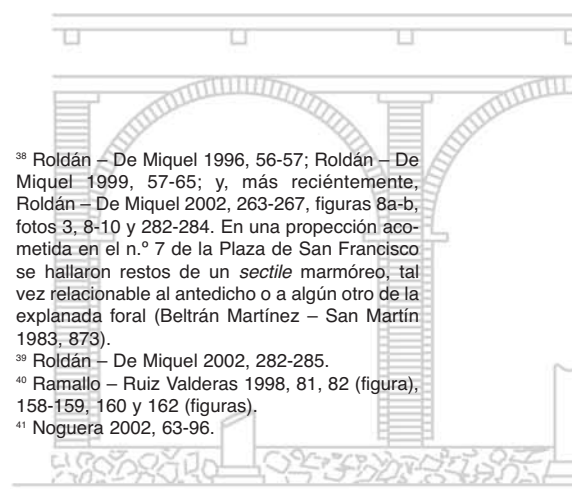 ³⁸ Roldán – De Miquel 1996, 56-57; Roldán – De
Miquel 1999, 57-65; y, más reciéntemente,
Roldán – De Miquel 2002, 263-267, figuras 8a-b,
fotos 3, 8-10 y 282-284. En una propección aco-
metida en el n.º 7 de la Plaza de San Francisco
se hallaron restos de un sectile marmóreo, tal
vez relacionable al antedicho o a algún otro de la
explanada foral (Beltrán Martínez – San Martín
1983, 873).
³⁹ Roldán – De Miquel 2002, 282-285.
⁴⁰ Ramallo – Ruiz Valderas 1998, 81, 82 (figura),
158-159, 160 y 162 (figuras).
⁴¹ Noguera 2002, 63-96.